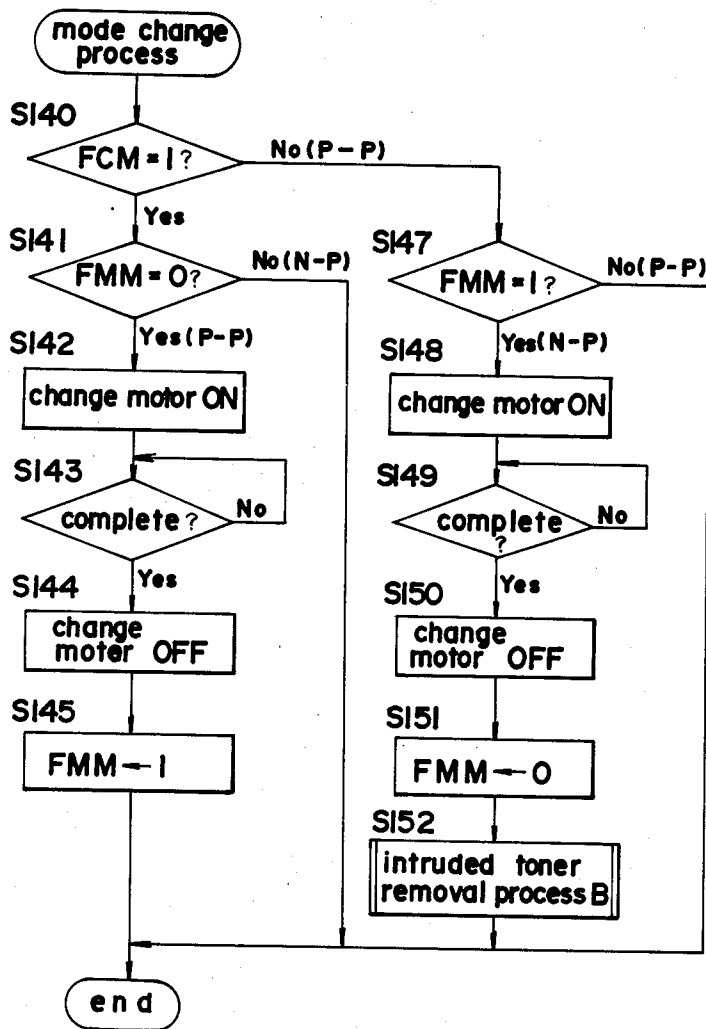 mode change
process
S140
FCM = 1?
No(P-P)
Yes
S141
FMM = 0?
No(N-P)
Yes(P-P)
S142
change motor ON
S143
complete?
No
Yes
S144
change
moter OFF
S145
FMM ← 1
S147
FMM = 1?
No(P-P)
Yes(N-P)
S148
change motor ON
S149
complete
?
No
Yes
S150
change
motor OFF
S151
FMM ← 0
S152
intruded toner
removal process B
end